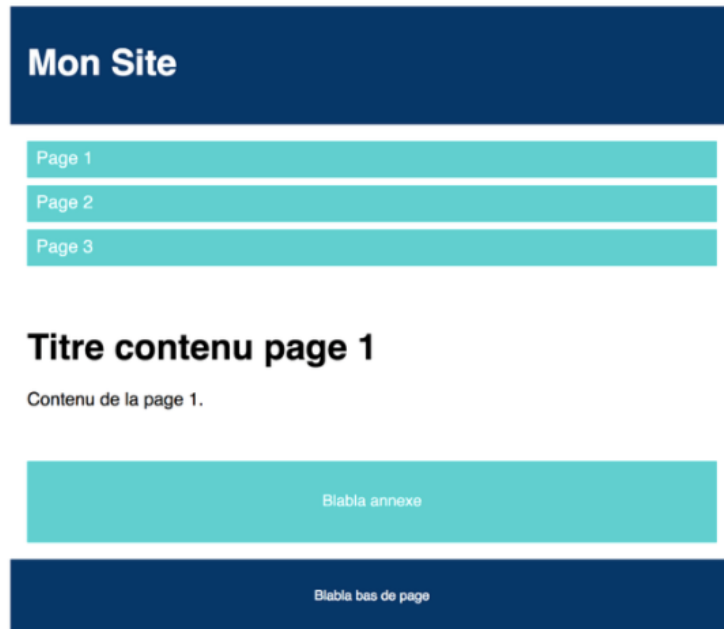 Mon Site
Page 1
Page 2
Page 3
Titre contenu page 1
Contenu de la page 1.
Blabla annexe
Blabla bas de page